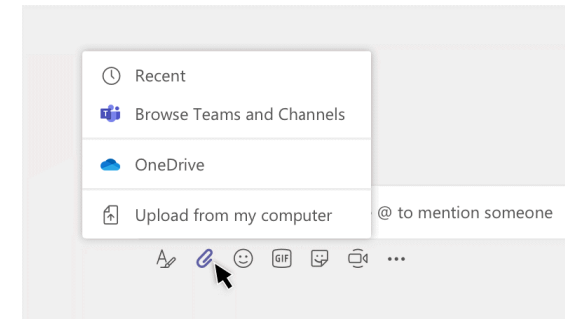 Recent
Browse Teams and Channels
OneDrive
Upload from my computer
@ to mention someone
GIF